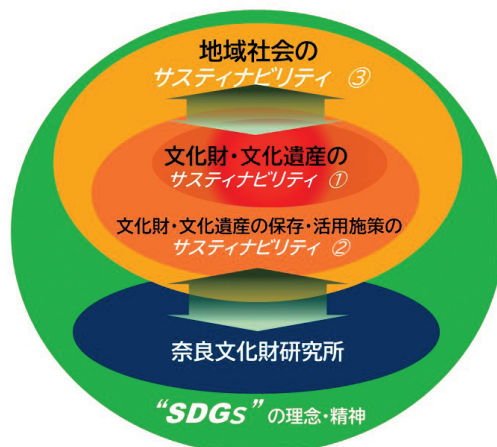 地域社会の
サスティナビリティ ③
文化財・文化遺産の
サスティナビリティ ①
文化財・文化遺産の保存・活用施策の
サスティナビリティ ②
奈良文化財研究所
“SDGs”の理念・精神